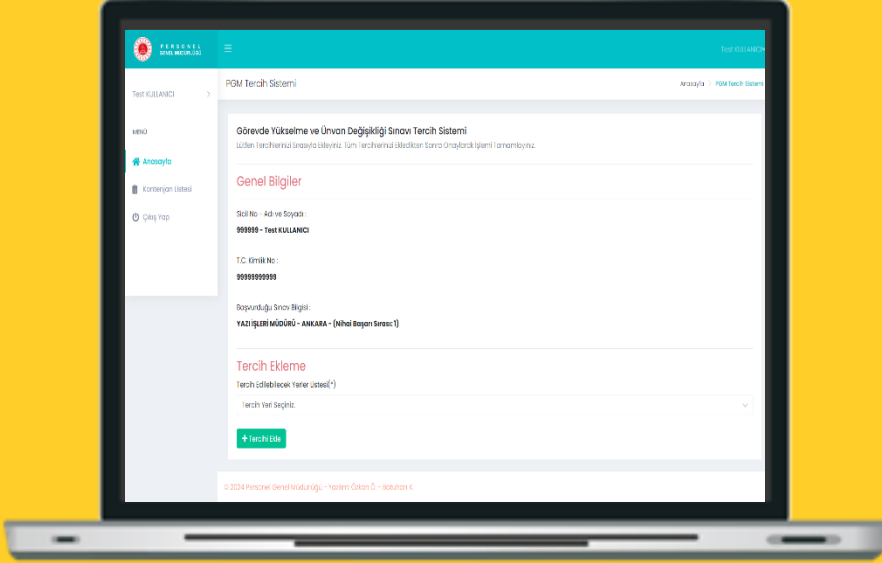 PERSONEL
GENEL MÜDÜRLÜĞÜ
Test KULLANICI
Test KULLANICI
PGM Tercih Sistemi
Anasayfa
PGM Tercih Sistemi
MENÜ
Anasayfa
Kontenjan Listesi
Çıkış Yap
Görevde Yükselme ve Ünvan Değişikliği Sınavı Tercih Sistemi
Lütfen Tercihlerinizi Sırasıyla Ekleyiniz. Tüm Tercihlerinizi Ekledikten Sonra Onaylarak İşlemi Tamamlayınız.
Genel Bilgiler
Sicil No - Adı ve Soyadı :
999999 - Test KULLANICI
T.C. Kimlik No :
99999999999
Başvurduğu Sınav Bilgisi :
YAZI İŞLERİ MÜDÜRÜ - ANKARA - (Nihai Başarı Sırası: 1)
Tercih Ekleme
Tercih Edilebilecek Yerler Listesi(*)
Tercih Yeri Seçiniz.
+ Tercihi Ekle
© 2024 Personel Genel Müdürlüğü. - Yazılım Özkan Ö. - Batuhan K.